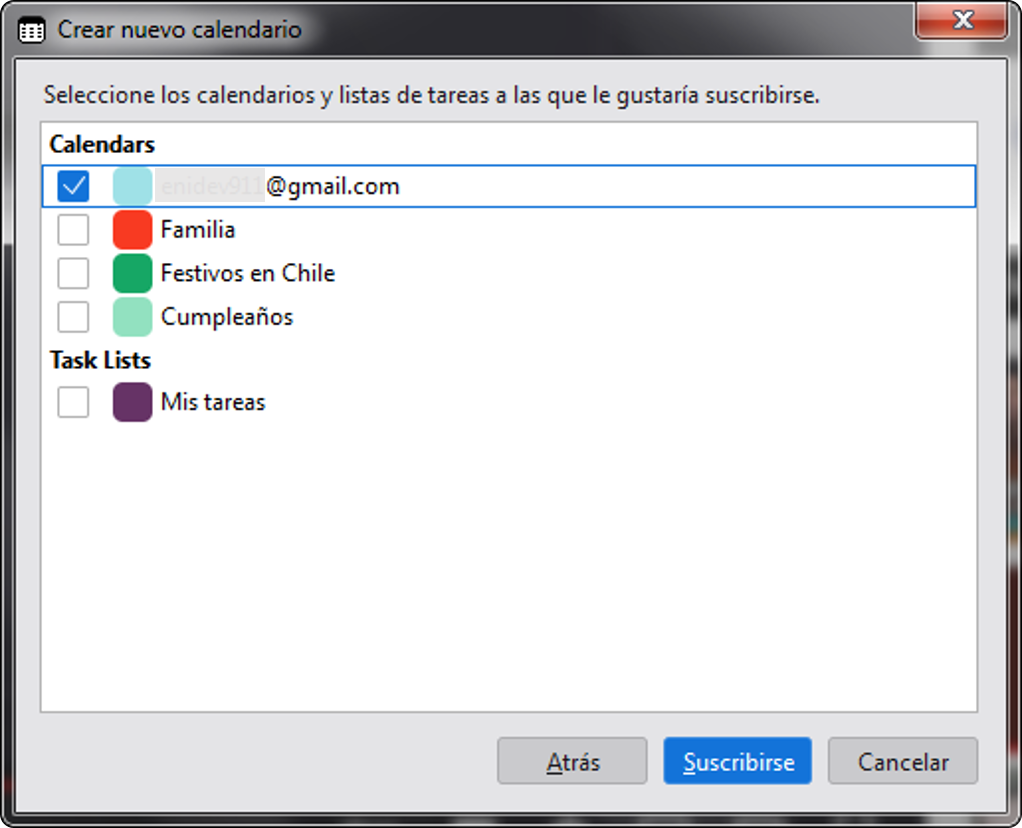 Crear nuevo calendario
Seleccione los calendarios y listas de tareas a las que le gustaría suscribirse.
Calendars
@gmail.com
Familia
Festivos en Chile
Cumpleaños
Task Lists
Mis tareas
Atrás Suscribirse Cancelar